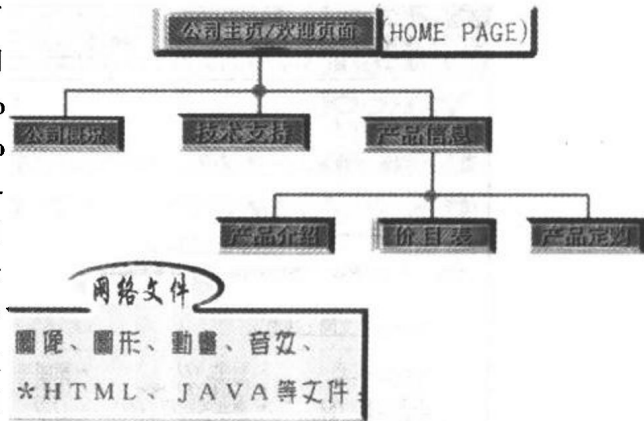 公司主页/欢迎页面 (HOME PAGE)
公司概况 技术支持 产品信息
产品介绍 价目表 产品定购
网络文件
圖像、圖形、動畫、音效、
*HTML、JAVA等文件